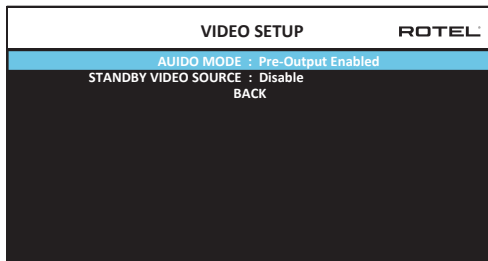 VIDEO SETUP
ROTEL
AUIDO MODE : Pre-Output Enabled
STANDBY VIDEO SOURCE : Disable
BACK